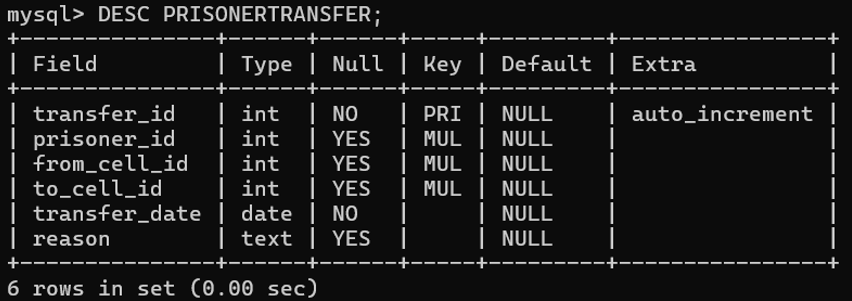 mysql> DESC PRISONERTRANSFER;
+---------------+------+------+-----+---------+----------------+
| Field         | Type | Null | Key | Default | Extra          |
+---------------+------+------+-----+---------+----------------+
| transfer_id   | int  | NO   | PRI | NULL    | auto_increment |
| prisoner_id   | int  | YES  | MUL | NULL    |                |
| from_cell_id  | int  | YES  | MUL | NULL    |                |
| to_cell_id    | int  | YES  | MUL | NULL    |                |
| transfer_date | date | NO   |     | NULL    |                |
| reason        | text | YES  |     | NULL    |                |
+---------------+------+------+-----+---------+----------------+
6 rows in set (0.00 sec)